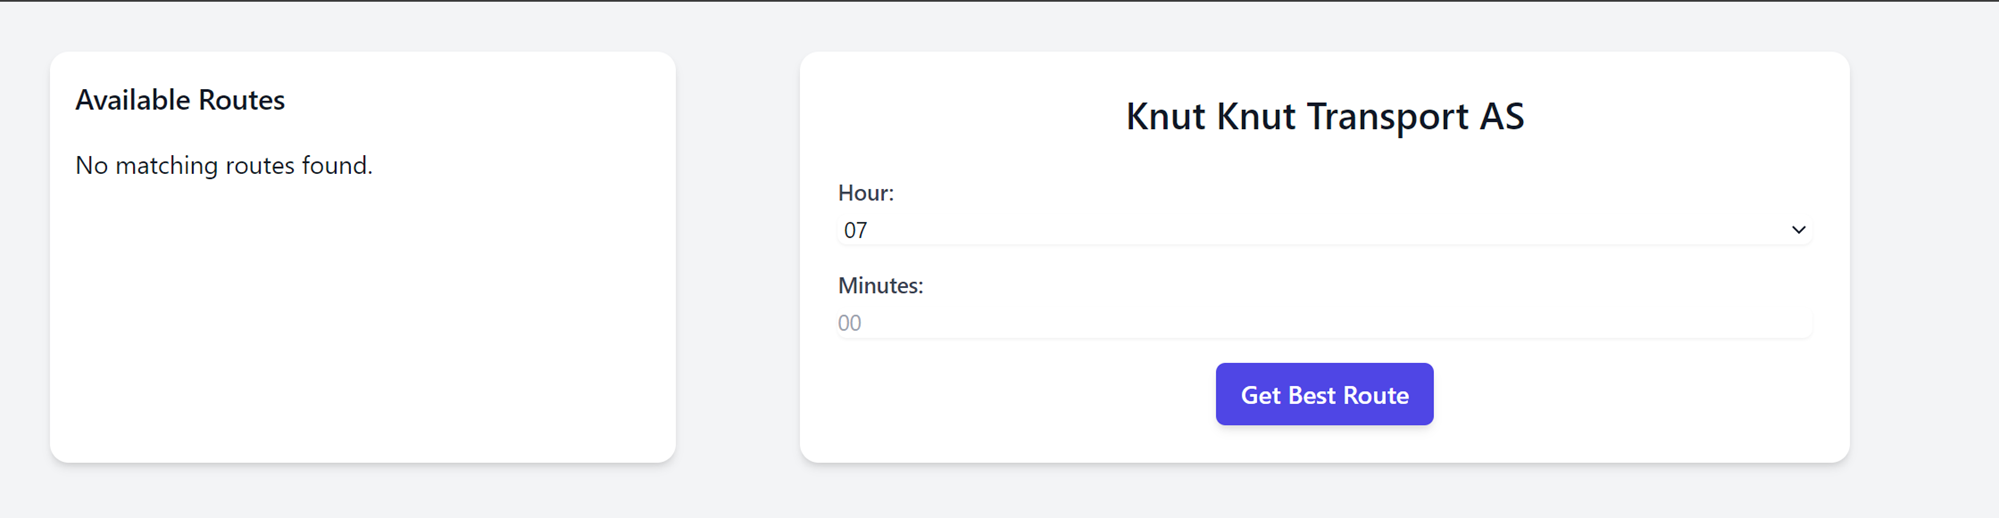 Available Routes
No matching routes found.
Knut Knut Transport AS
Hour:
07
Minutes:
00
Get Best Route